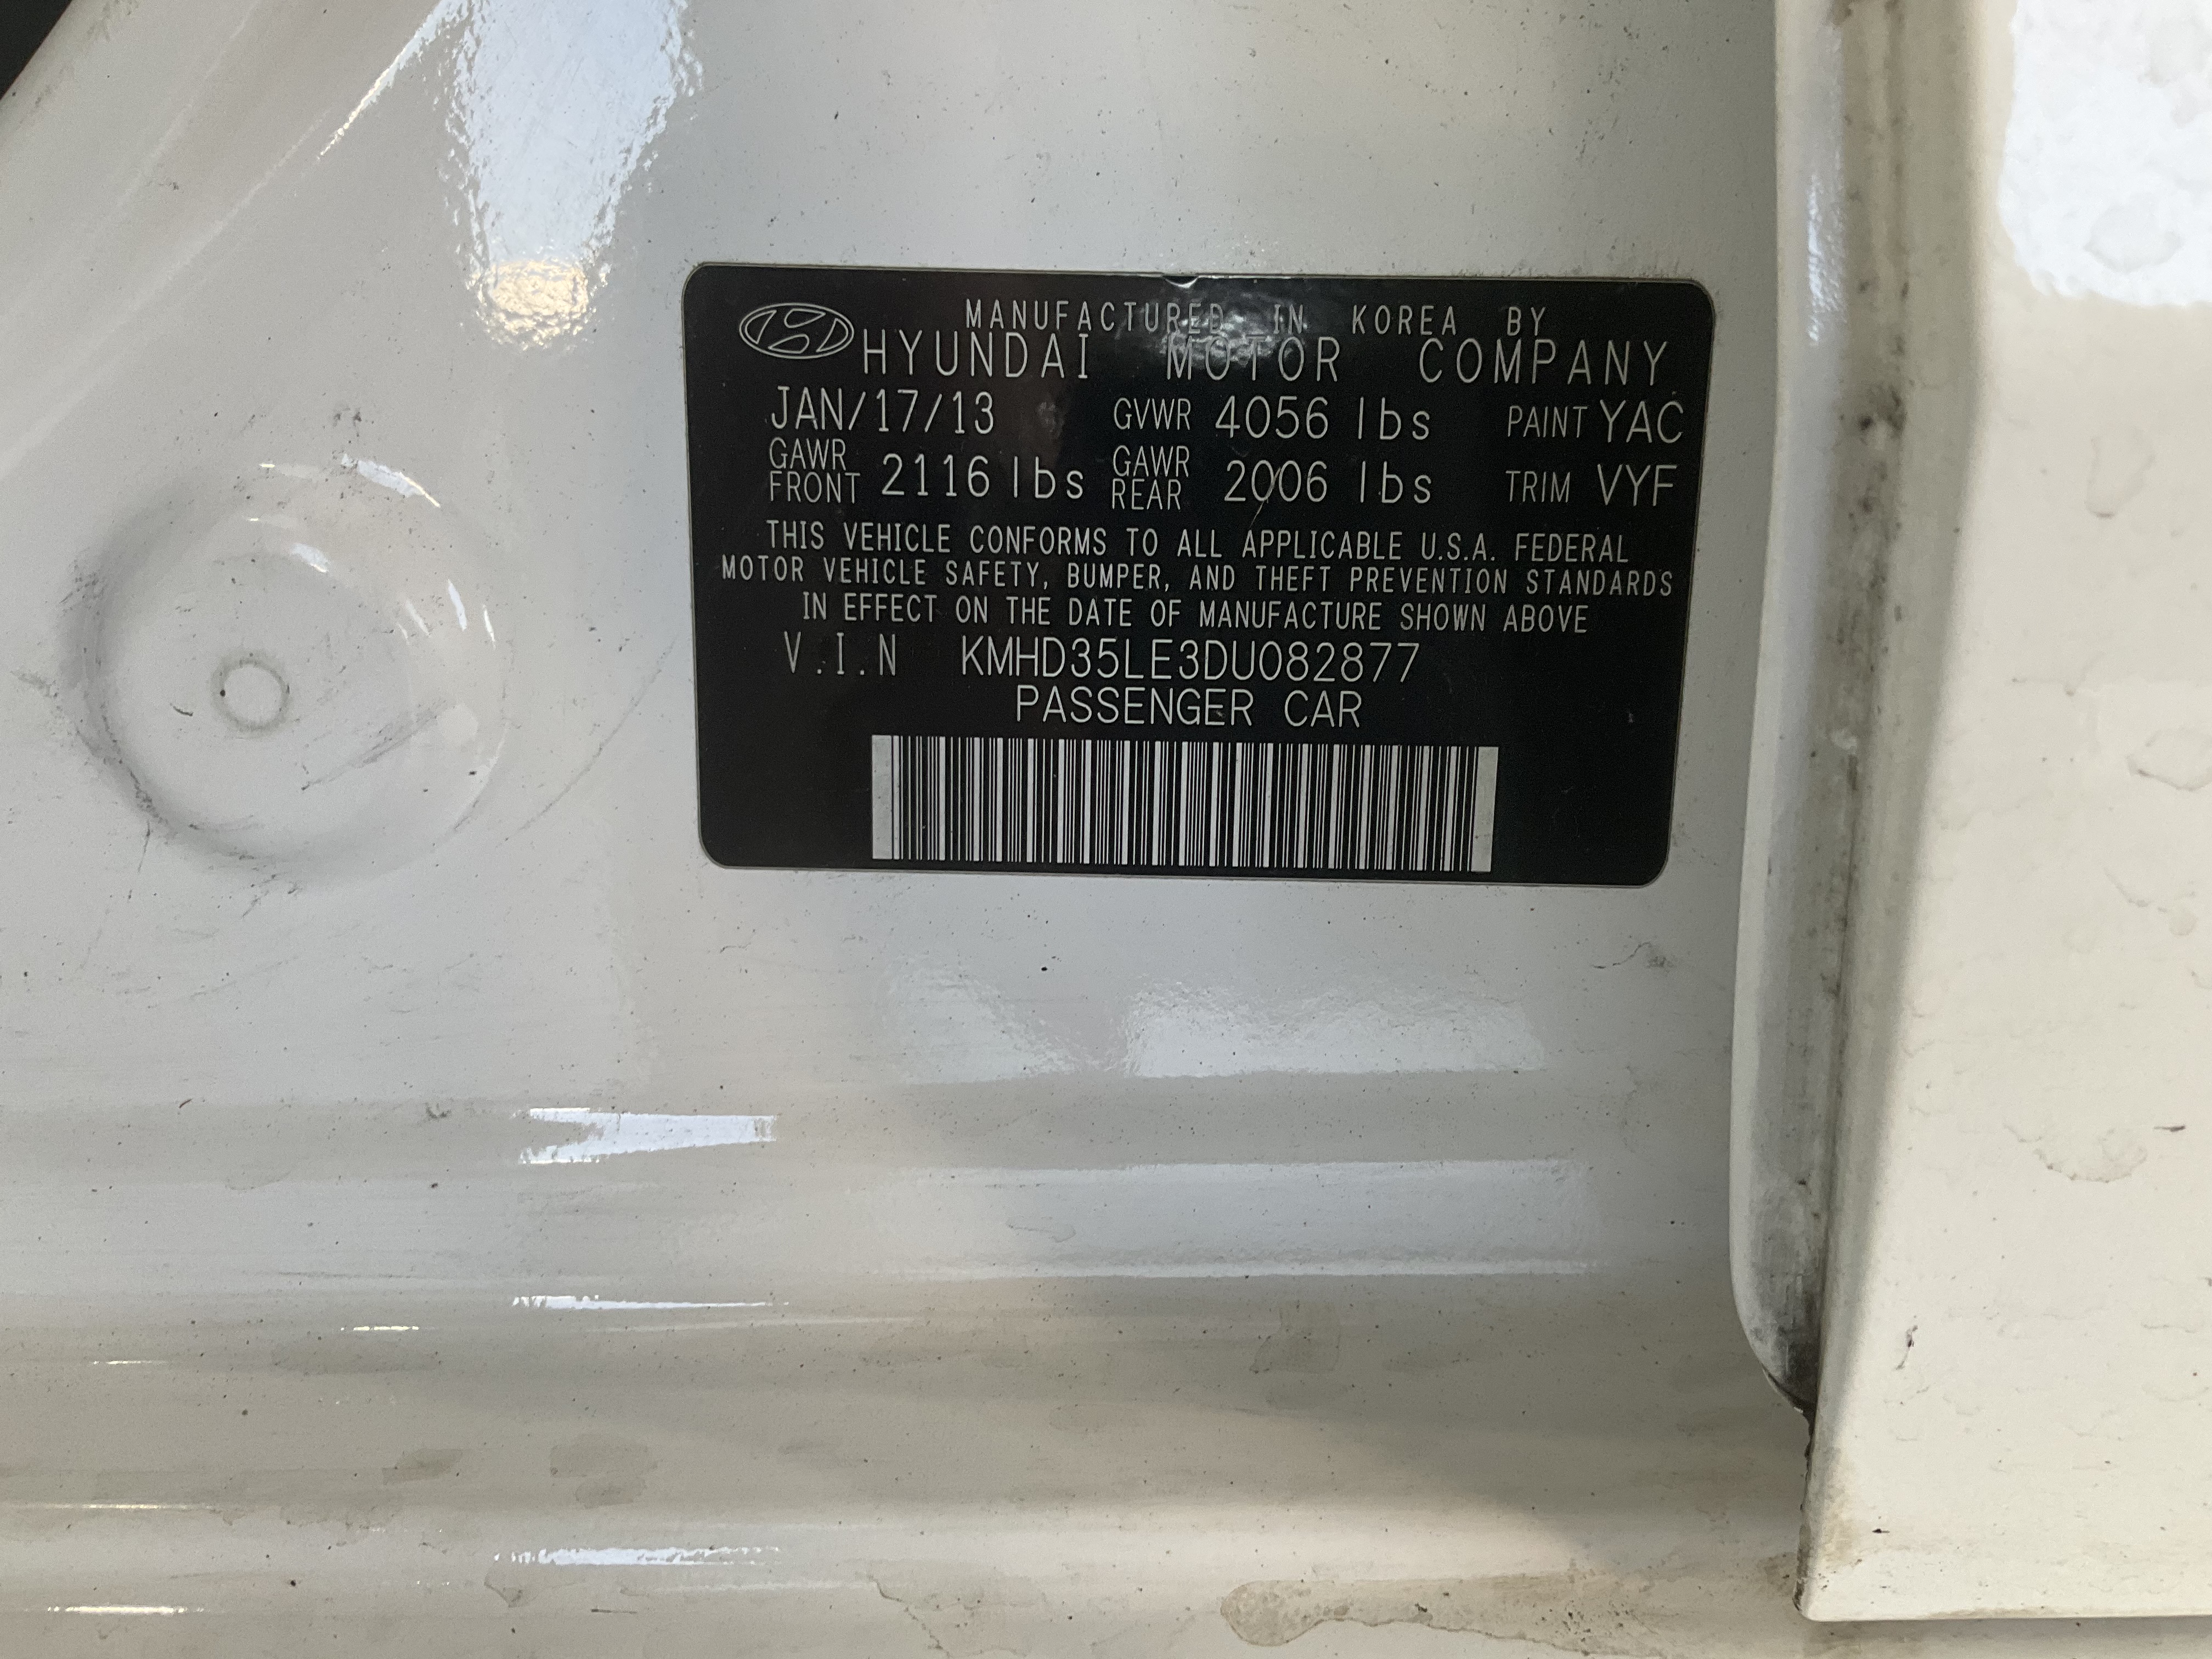 MANUFACTURED IN KOREA BY
HYUNDAI MOTOR COMPANY
JAN/17/13 GVWR 4056 lbs PAINT YAC
GAWR FRONT 2116 lbs GAWR REAR 2006 lbs TRIM VYF
THIS VEHICLE CONFORMS TO ALL APPLICABLE U.S.A. FEDERAL
MOTOR VEHICLE SAFETY, BUMPER, AND THEFT PREVENTION STANDARDS
IN EFFECT ON THE DATE OF MANUFACTURE SHOWN ABOVE
V.I.N KMHD35LE3DU082877
PASSENGER CAR